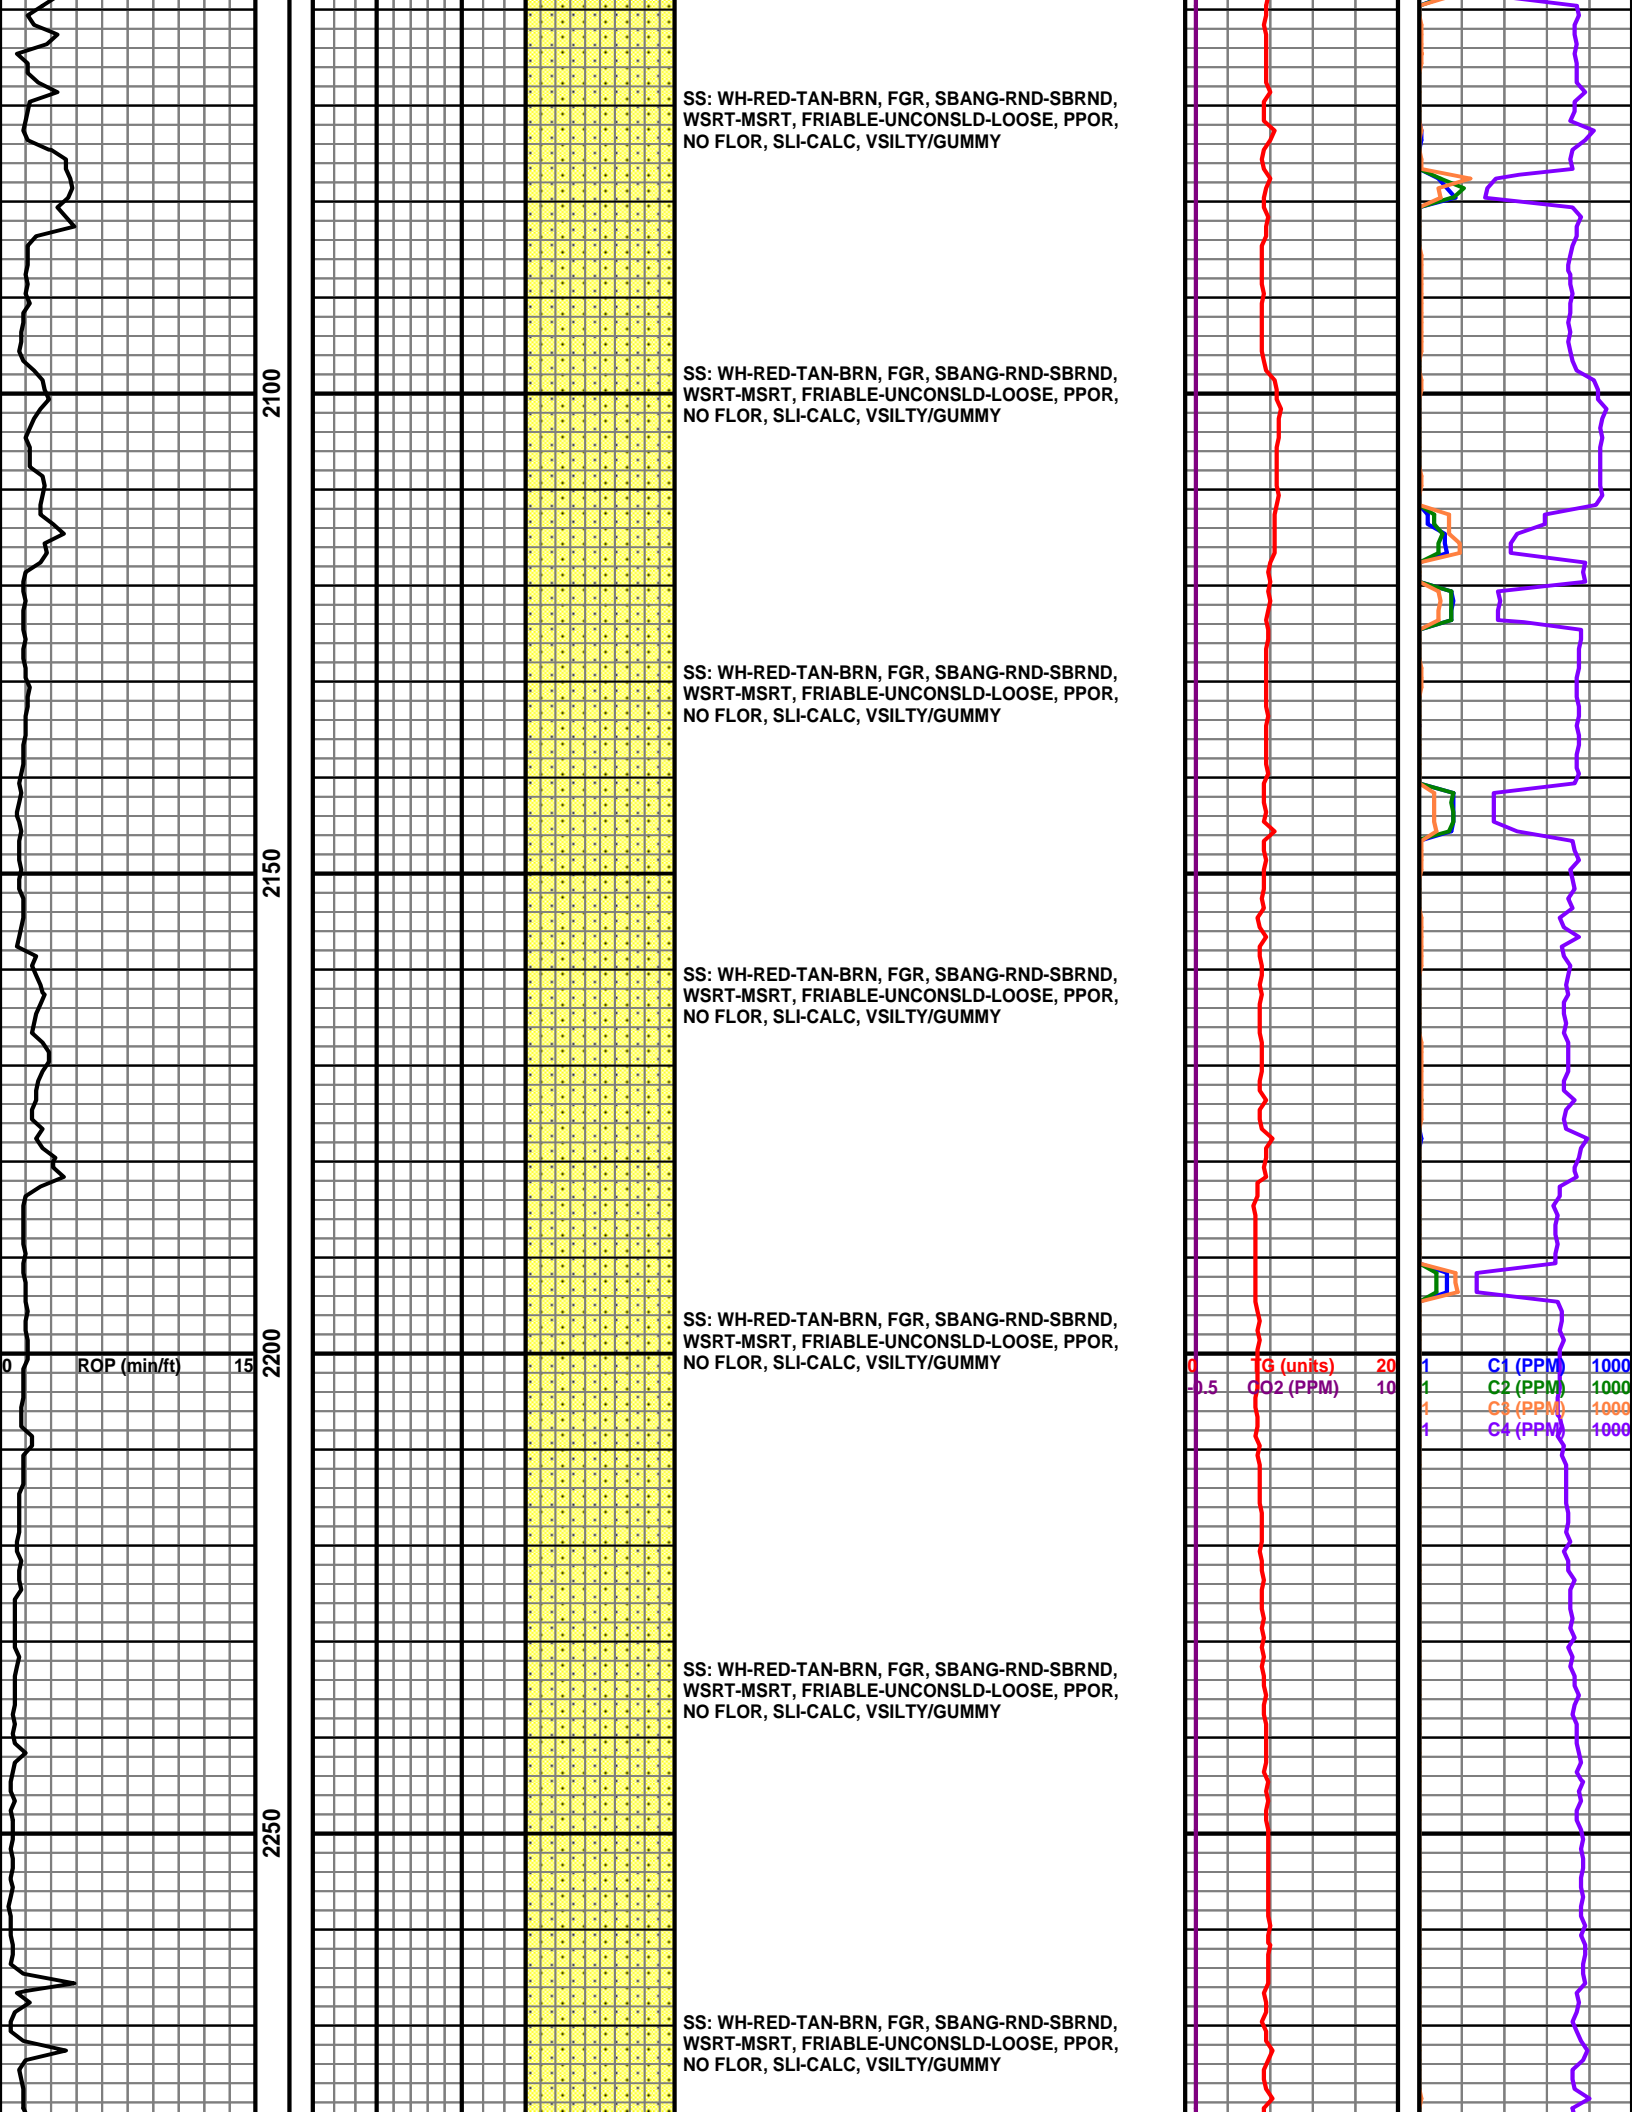 SS: WH-RED-TAN-BRN, FGR, SBANG-RND-SBRND,
WSRT-MSRT, FRIABLE-UNCONSLD-LOOSE, PPOR,
NO FLOR, SLI-CALC, VSILTY/GUMMY
2100
SS: WH-RED-TAN-BRN, FGR, SBANG-RND-SBRND,
WSRT-MSRT, FRIABLE-UNCONSLD-LOOSE, PPOR,
NO FLOR, SLI-CALC, VSILTY/GUMMY
SS: WH-RED-TAN-BRN, FGR, SBANG-RND-SBRND,
WSRT-MSRT, FRIABLE-UNCONSLD-LOOSE, PPOR,
NO FLOR, SLI-CALC, VSILTY/GUMMY
2150
SS: WH-RED-TAN-BRN, FGR, SBANG-RND-SBRND,
WSRT-MSRT, FRIABLE-UNCONSLD-LOOSE, PPOR,
NO FLOR, SLI-CALC, VSILTY/GUMMY
SS: WH-RED-TAN-BRN, FGR, SBANG-RND-SBRND,
WSRT-MSRT, FRIABLE-UNCONSLD-LOOSE, PPOR,
NO FLOR, SLI-CALC, VSILTY/GUMMY
2200
0 ROP (min/ft) 15
0 TG (units) 20
-0.5 CO2 (PPM) 10
1 C1 (PPM) 1000
1 C2 (PPM) 1000
1 C3 (PPM) 1000
1 C4 (PPM) 1000
SS: WH-RED-TAN-BRN, FGR, SBANG-RND-SBRND,
WSRT-MSRT, FRIABLE-UNCONSLD-LOOSE, PPOR,
NO FLOR, SLI-CALC, VSILTY/GUMMY
2250
SS: WH-RED-TAN-BRN, FGR, SBANG-RND-SBRND,
WSRT-MSRT, FRIABLE-UNCONSLD-LOOSE, PPOR,
NO FLOR, SLI-CALC, VSILTY/GUMMY